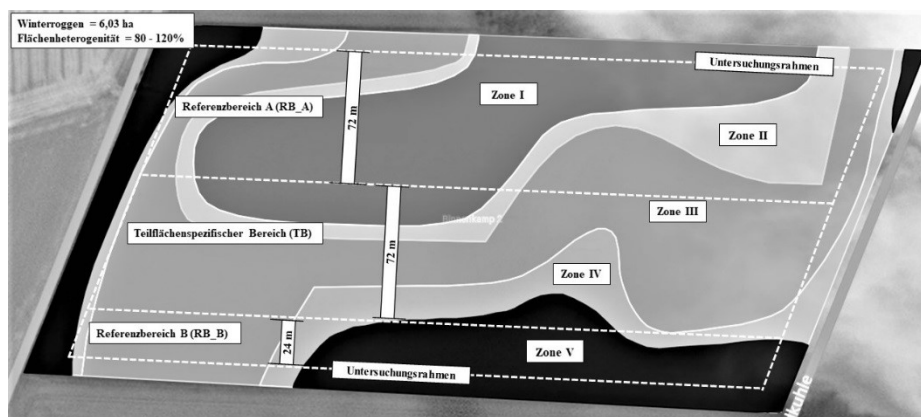 Winterroggen = 6,03 ha
Flächenheterogenität = 80 - 120%
Untersuchungsrahmen
Zone I
Referenzbereich A (RB_A)
72 m
Zone II
Zone III
Teilflächenspezifischer Bereich (TB)
72 m
Zone IV
Referenzbereich B (RB_B)
24 m
Zone V
Untersuchungsrahmen